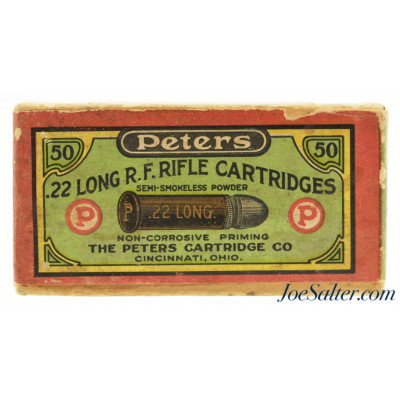 Peters
50 50
.22 LONG R.F. RIFLE CARTRIDGES
SEMI-SMOKELESS POWDER
P P .22 LONG. P
NON-CORROSIVE PRIMING
THE PETERS CARTRIDGE CO
CINCINNATI, OHIO.
JoeSalter.com